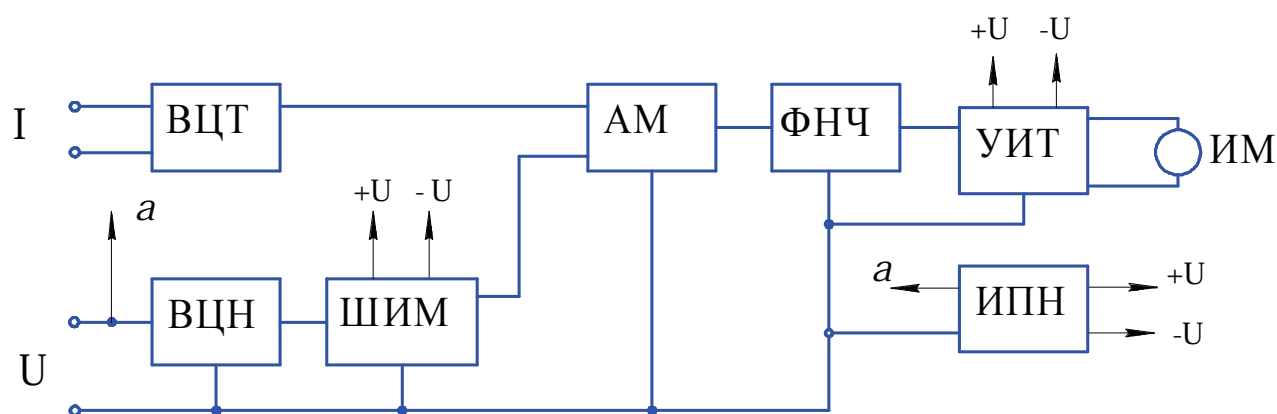 +U -U
I ВЦТ АМ ФНЧ УИТ ИМ
a +U - U
a ИПН +U
ВЦН ШИМ -U
U